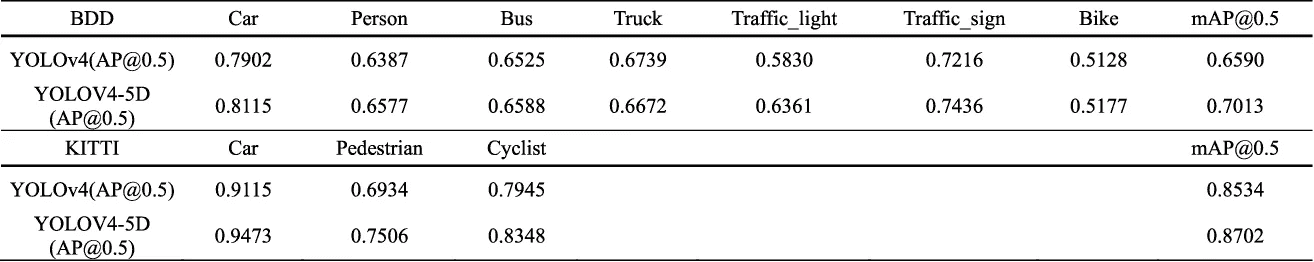 BDD Car Person Bus Truck Traffic_light Traffic_sign Bike mAP@0.5
YOLOv4(AP@0.5) 0.7902 0.6387 0.6525 0.6739 0.5830 0.7216 0.5128 0.6590
YOLOV4-5D
(AP@0.5) 0.8115 0.6577 0.6588 0.6672 0.6361 0.7436 0.5177 0.7013
KITTI Car Pedestrian Cyclist mAP@0.5
YOLOv4(AP@0.5) 0.9115 0.6934 0.7945 0.8534
YOLOV4-5D
(AP@0.5) 0.9473 0.7506 0.8348 0.8702